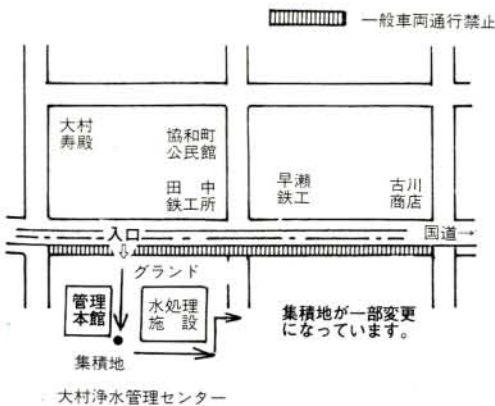 一般車両通行禁止
大村
寿殿
協和町
公民館
田中
鉄工所
早瀬
鉄工
古川
商店
入口
国道→
グランド
管理
本館
水処理
施設
集積地が一部変更
になっています。
集積地
大村浄水管理センター